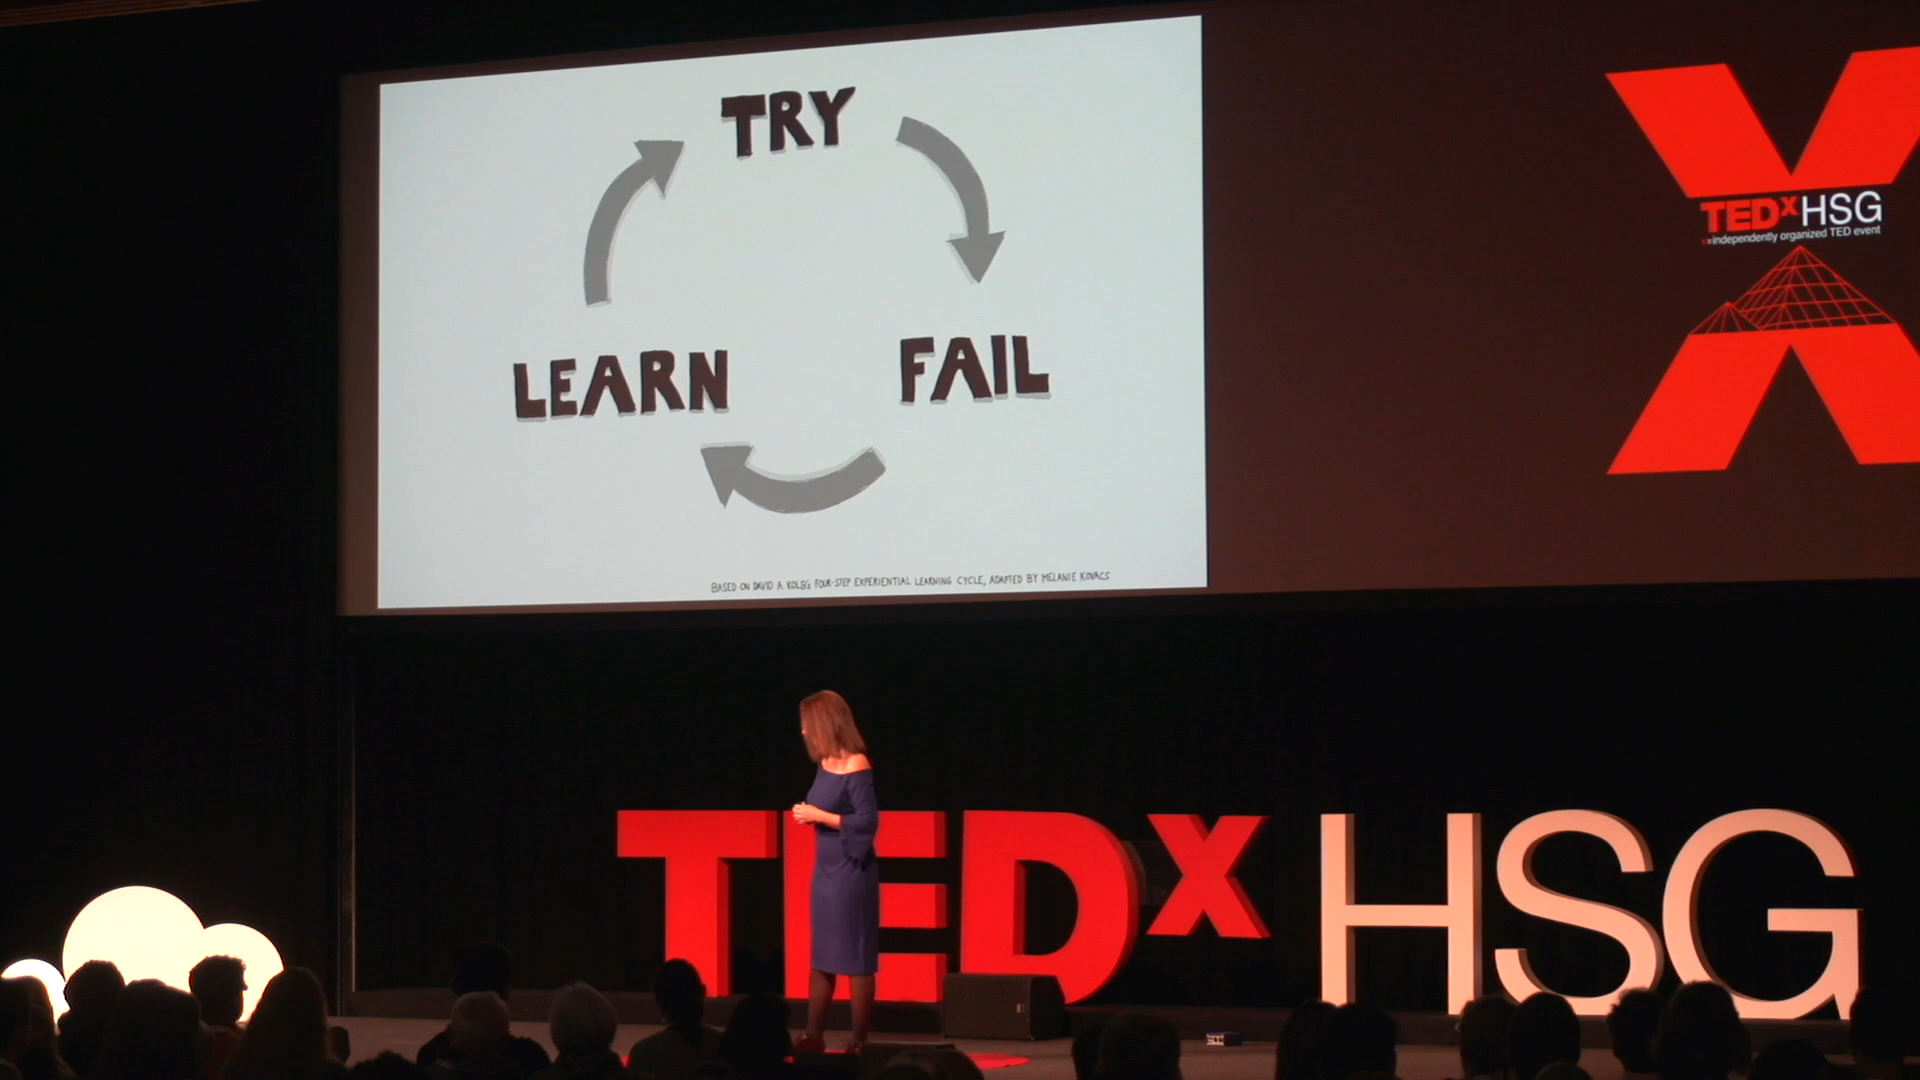 TRY
FAIL
LEARN
BASED ON DAVID A KOLB'S FOUR-STEP EXPERIENTIAL LEARNING CYCLE, ADAPTED BY MELANIE KOVACS
TEDxHSG
x=independently organized TED event
TEDxHSG